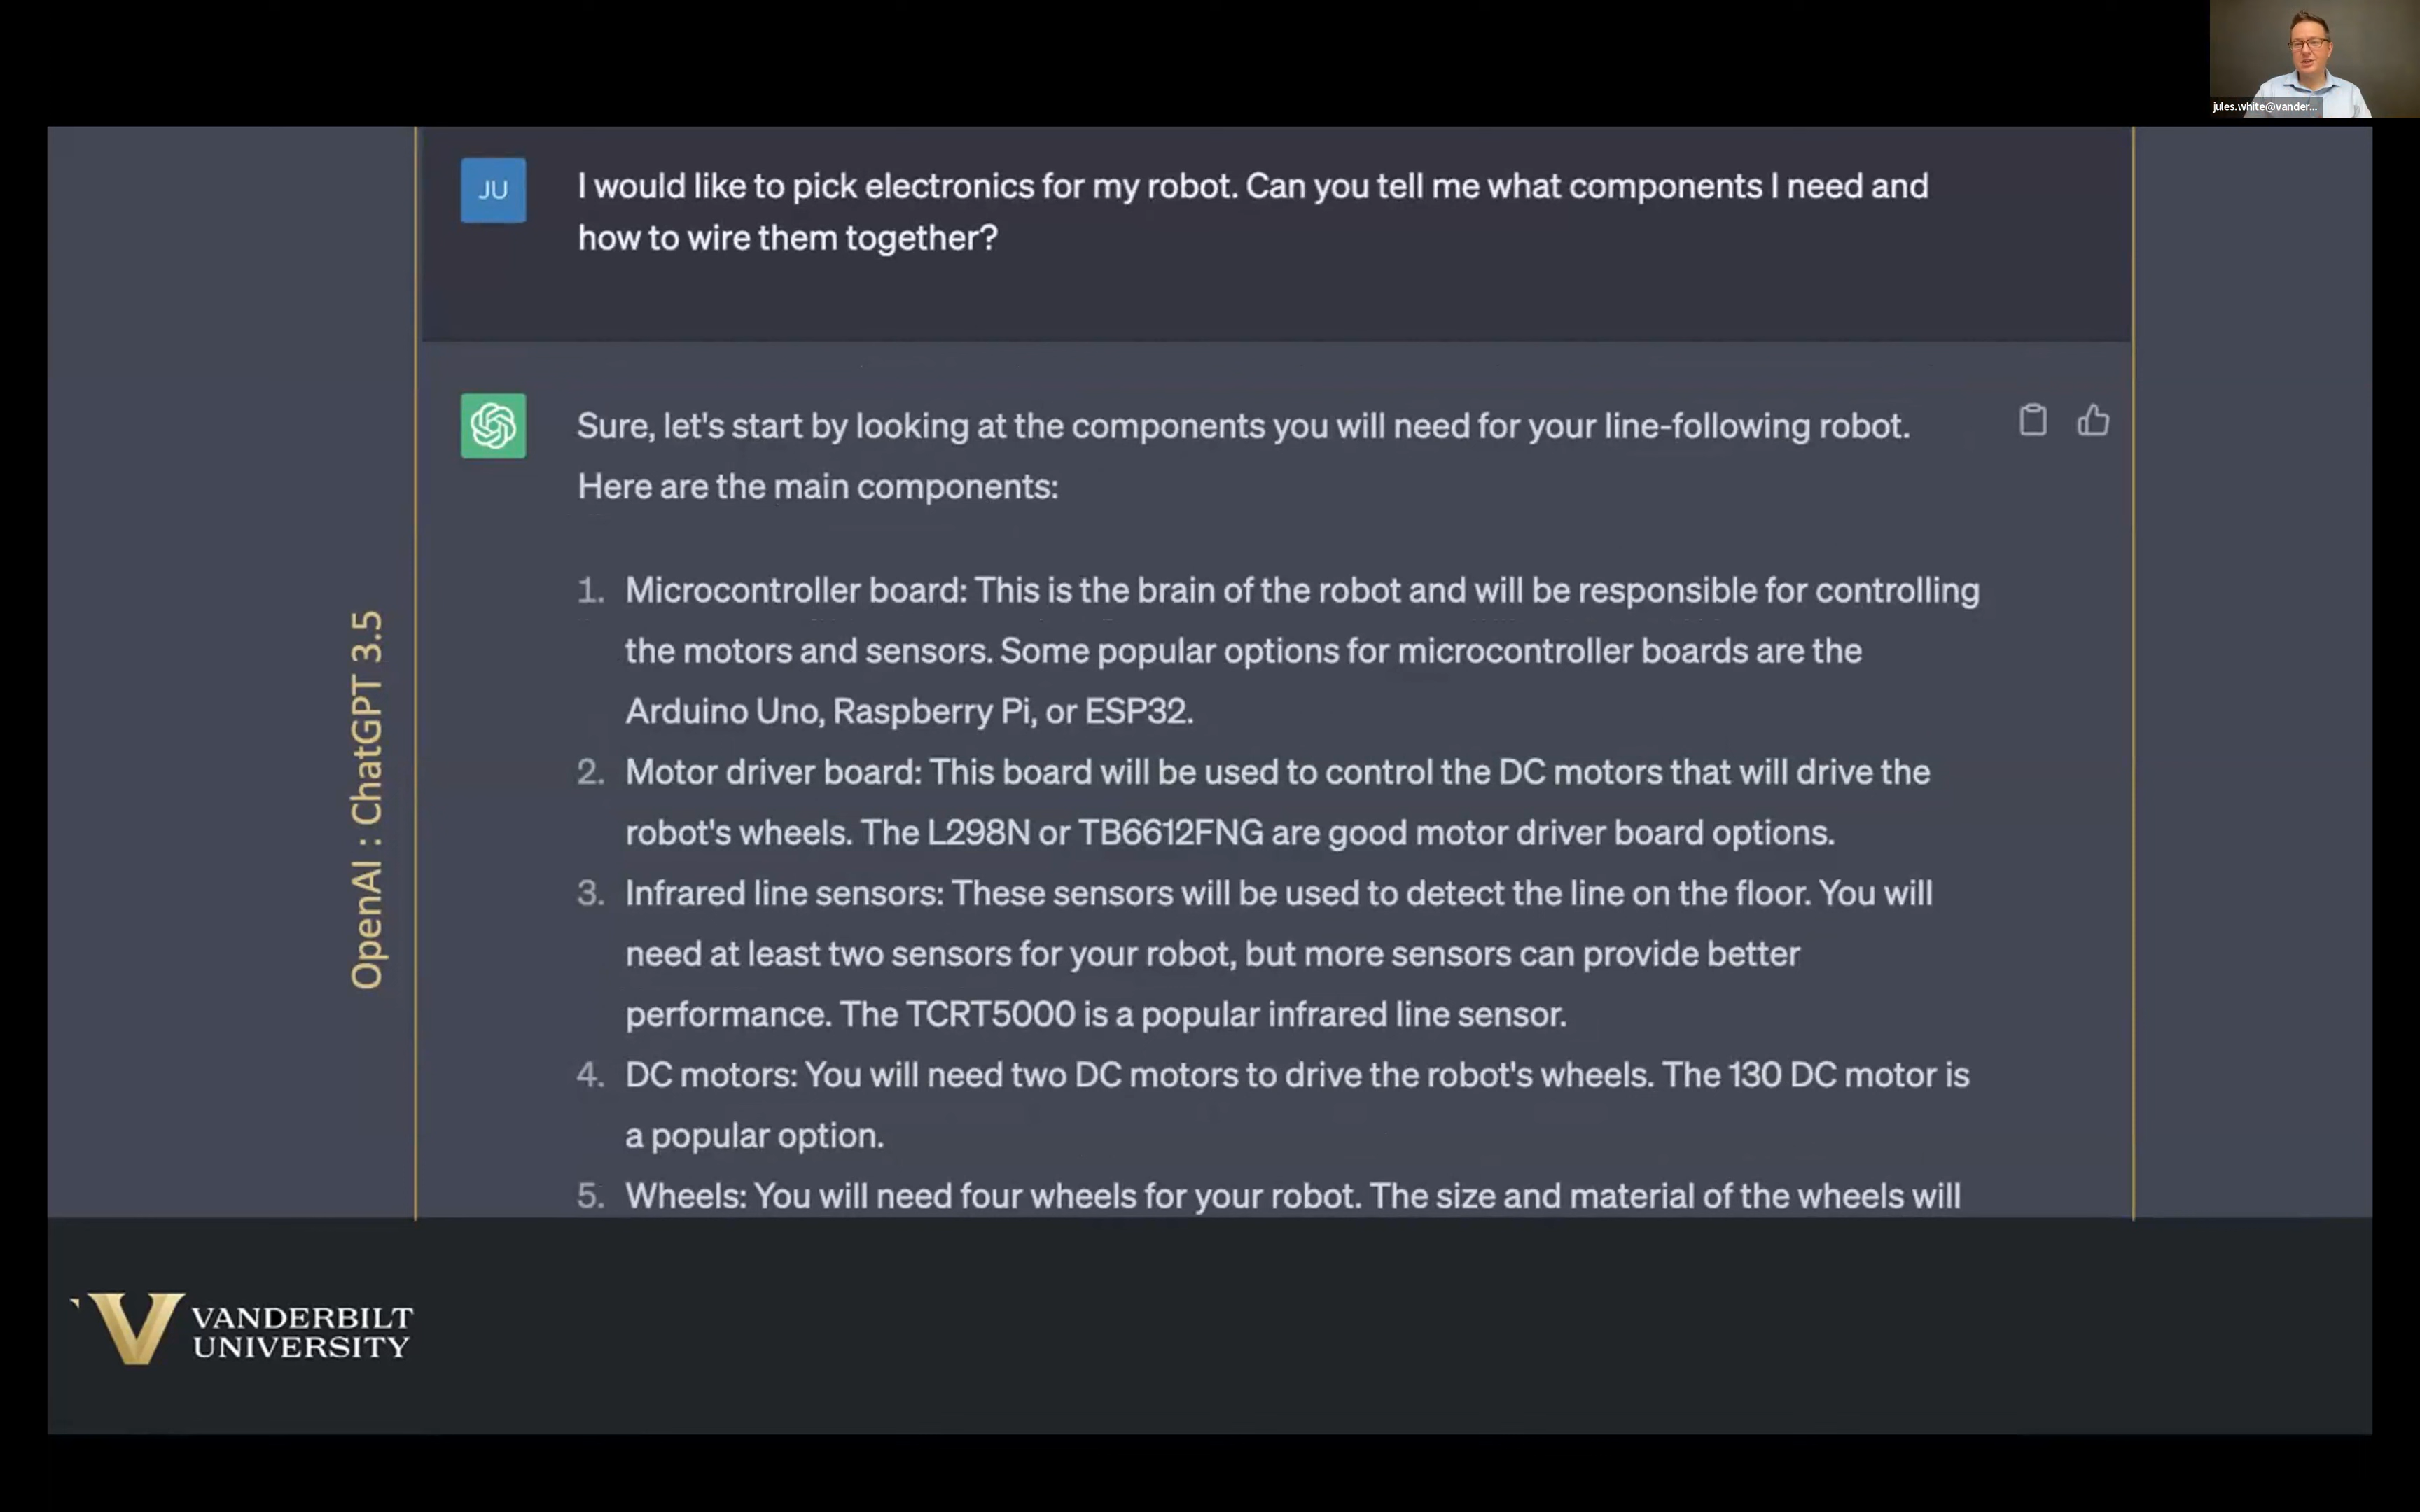 jules.white@vander...
JU
I would like to pick electronics for my robot. Can you tell me what components I need and
how to wire them together?
Sure, let's start by looking at the components you will need for your line-following robot.
Here are the main components:
1. Microcontroller board: This is the brain of the robot and will be responsible for controlling
the motors and sensors. Some popular options for microcontroller boards are the
Arduino Uno, Raspberry Pi, or ESP32.
2. Motor driver board: This board will be used to control the DC motors that will drive the
robot's wheels. The L298N or TB6612FNG are good motor driver board options.
3. Infrared line sensors: These sensors will be used to detect the line on the floor. You will
need at least two sensors for your robot, but more sensors can provide better
performance. The TCRT5000 is a popular infrared line sensor.
4. DC motors: You will need two DC motors to drive the robot's wheels. The 130 DC motor is
a popular option.
5. Wheels: You will need four wheels for your robot. The size and material of the wheels will
OpenAI : ChatGPT 3.5
V VANDERBILT
UNIVERSITY